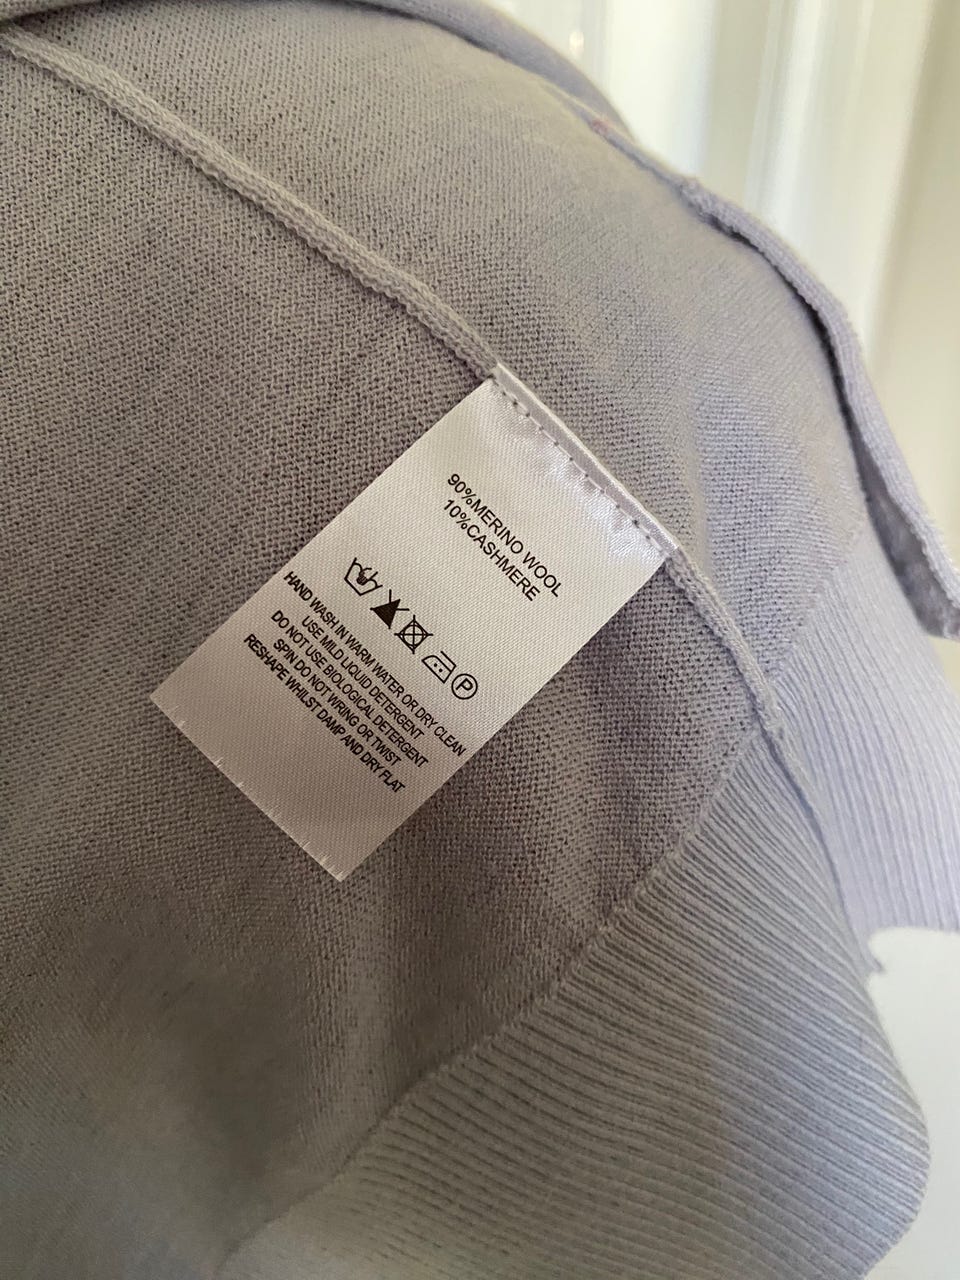 90%MERINO WOOL
10%CASHMERE
P
HAND WASH IN WARM WATER OR DRY CLEAN
USE MILD LIQUID DETERGENT
DO NOT USE BIOLOGICAL DETERGENT
SPIN DO NOT WRING OR TWIST
RESHAPE WHILST DAMP AND DRY FLAT